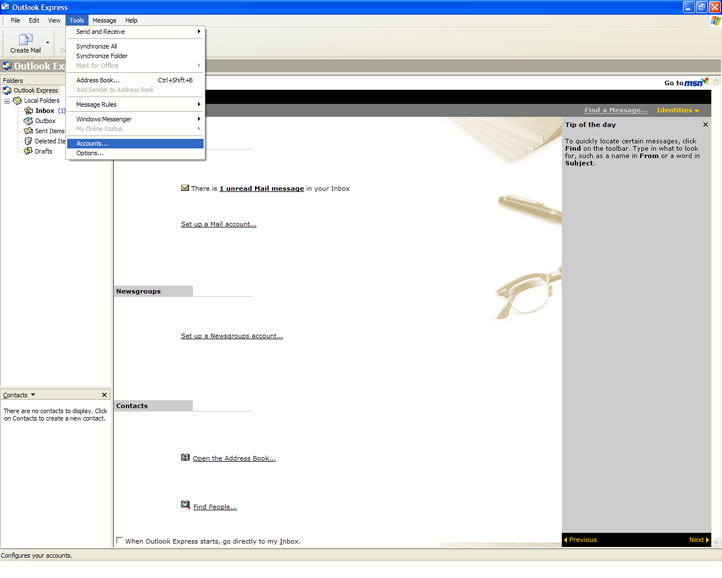 Outlook Express
File Edit View Tools Message Help
Create Mail
Send and Receive
Synchronize All
Synchronize Folder
Mark for Offline
Address Book... Ctrl+Shift+B
Add Sender to Address Book
Message Rules
Windows Messenger
My Online Status
Accounts...
Options...
Outlook Ex
Folders
Outlook Express
Local Folders
Inbox (1)
Outbox
Sent Items
Deleted Ite
Drafts
Contacts
There are no contacts to display. Click
on Contacts to create a new contact.
Go to msn
Find a Message... Identities
There is 1 unread Mail message in your Inbox
Set up a Mail account...
Newsgroups
Set up a Newsgroups account...
Contacts
Open the Address Book...
Find People...
When Outlook Express starts, go directly to my Inbox.
Tip of the day
To quickly locate certain messages, click
Find on the toolbar. Type in what to look
for, such as a name in From or a word in
Subject.
Previous Next
Configures your accounts.